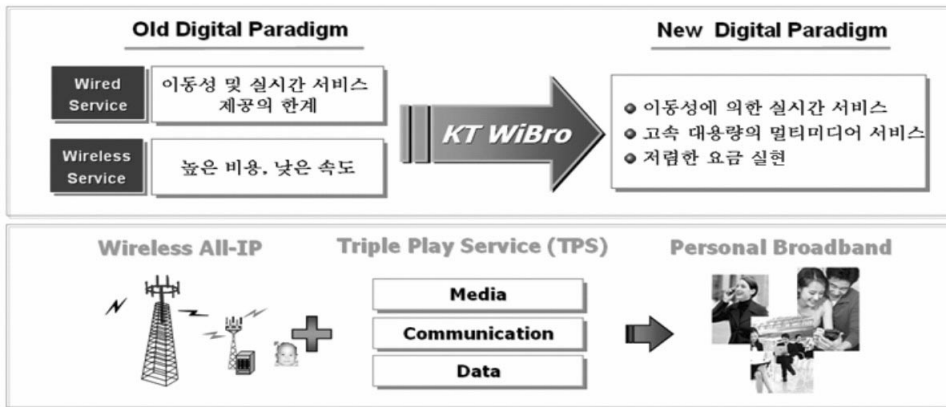 Old Digital Paradigm
New Digital Paradigm
Wired
Service
이동성 및 실시간 서비스
제공의 한계
Wireless
Service
높은 비용, 낮은 속도
KT WiBro
이동성에 의한 실시간 서비스
고속 대용량의 멀티미디어 서비스
저렴한 요금 실현
Wireless All-IP
Triple Play Service (TPS)
Personal Broadband
Media
Communication
Data